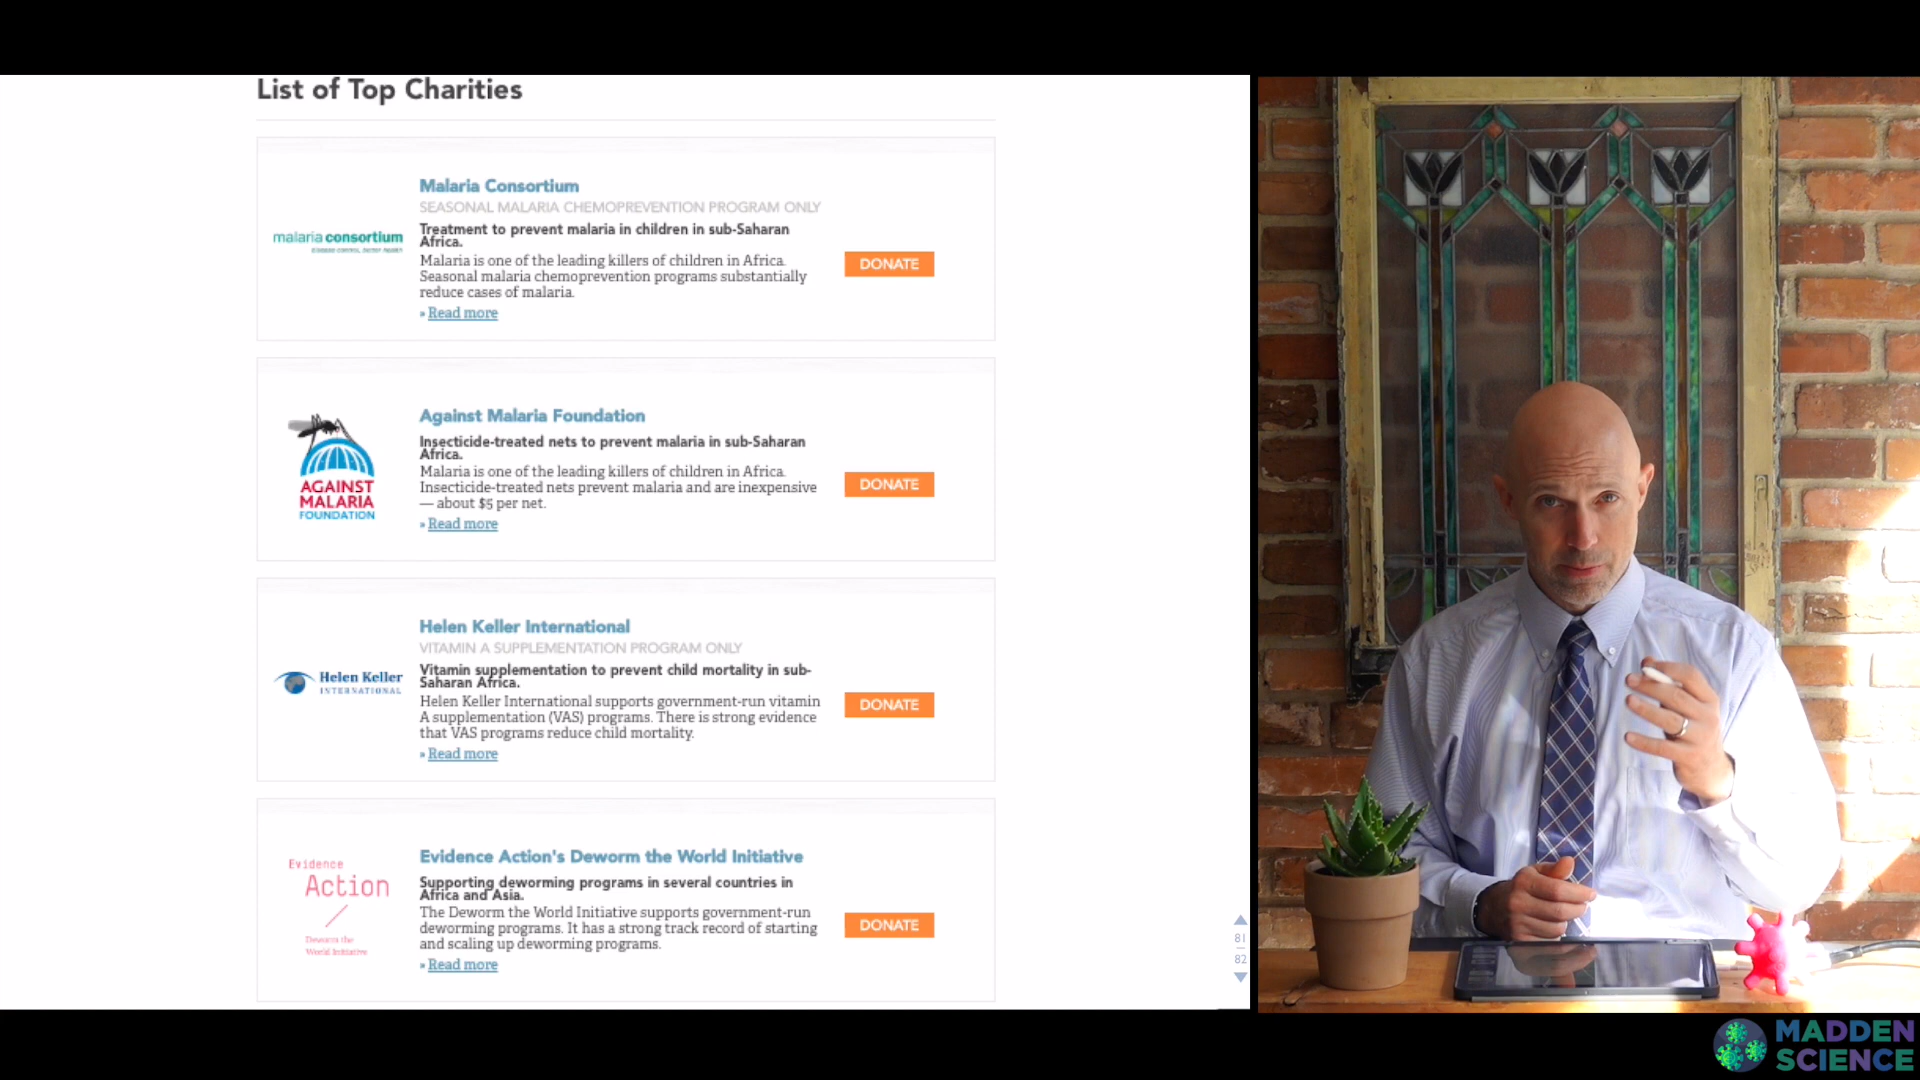 List of Top Charities
malaria consortium
disease control, better health
Malaria Consortium
SEASONAL MALARIA CHEMOPREVENTION PROGRAM ONLY
Treatment to prevent malaria in children in sub-Saharan
Africa.
Malaria is one of the leading killers of children in Africa.
Seasonal malaria chemoprevention programs substantially
reduce cases of malaria.
» Read more
DONATE
AGAINST
MALARIA
FOUNDATION
Against Malaria Foundation
Insecticide-treated nets to prevent malaria in sub-Saharan
Africa.
Malaria is one of the leading killers of children in Africa.
Insecticide-treated nets prevent malaria and are inexpensive
— about $5 per net.
» Read more
DONATE
Helen Keller
INTERNATIONAL
Helen Keller International
VITAMIN A SUPPLEMENTATION PROGRAM ONLY
Vitamin supplementation to prevent child mortality in sub-
Saharan Africa.
Helen Keller International supports government-run vitamin
A supplementation (VAS) programs. There is strong evidence
that VAS programs reduce child mortality.
» Read more
DONATE
Evidence
Action
Deworm the
World Initiative
Evidence Action's Deworm the World Initiative
Supporting deworming programs in several countries in
Africa and Asia.
The Deworm the World Initiative supports government-run
deworming programs. It has a strong track record of starting
and scaling up deworming programs.
» Read more
DONATE
81
82
MADDEN
SCIENCE